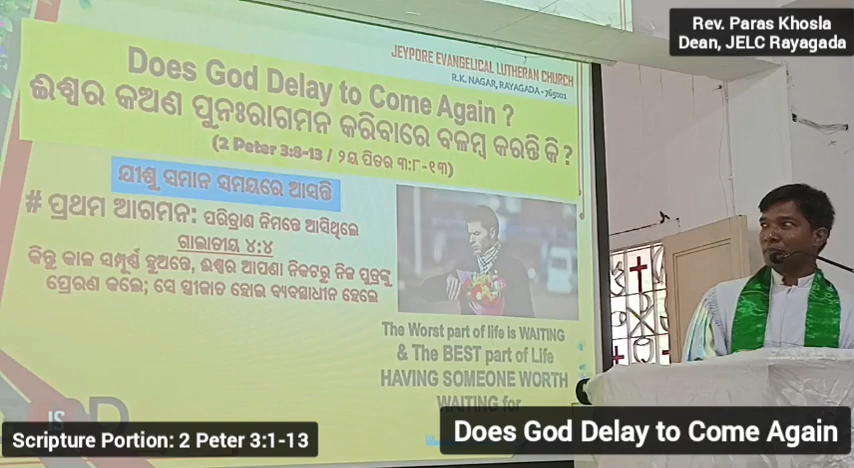 Rev. Paras Khosla
Dean, JELC Rayagada
JEYPORE EVANGELICAL LUTHERAN CHURCH
R.K. NAGAR, RAYAGADA - 765001
Does God Delay to Come Again ?
ଈଶ୍ୱର କଅଣ ପୁନଃରାଗମନ କରିବାରେ ବଳମ୍ବ କରନ୍ତି କି ?
(2 Peter 3:8-13 / ୨ୟ ପିତର ୩:୮-୧୩)
ଯୀଶୁ ସମାନ ସମୟରେ ଆସନ୍ତି
# ପ୍ରଥମ ଆଗମନ: ପରିତ୍ରାଣ ନିମନ୍ତେ ଆସିଥିଲେ
ଗାଲାତୀୟ ୪:୪
କିନ୍ତୁ କାଳ ସମ୍ପୂର୍ଣ୍ଣ ହୁଅନ୍ତେ, ଈଶ୍ୱର ଆପଣା ନିକଟରୁ ନିଜ ପୁତ୍ରଙ୍କୁ
ପ୍ରେରଣ କଲେ; ସେ ସ୍ତ୍ରୀଜାତ ହୋଇ ବ୍ୟବସ୍ଥାଧୀନ ହେଲେ
The Worst part of life is WAITING
& The BEST part of Life
HAVING SOMEONE WORTH
WAITING for
IS
Scripture Portion: 2 Peter 3:1-13
Does God Delay to Come Again